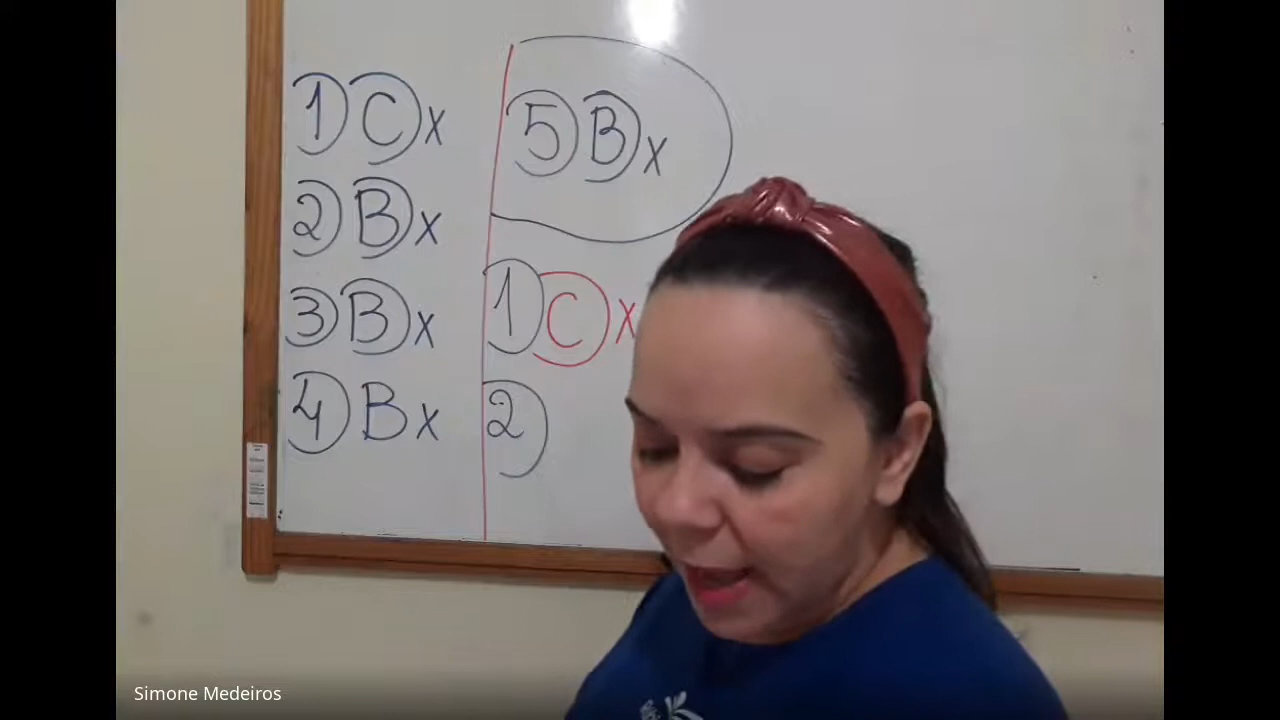 1) C) x
2) B) x
3) B) x
4) B x
5) B) x
1) C) x
2)
Simone Medeiros